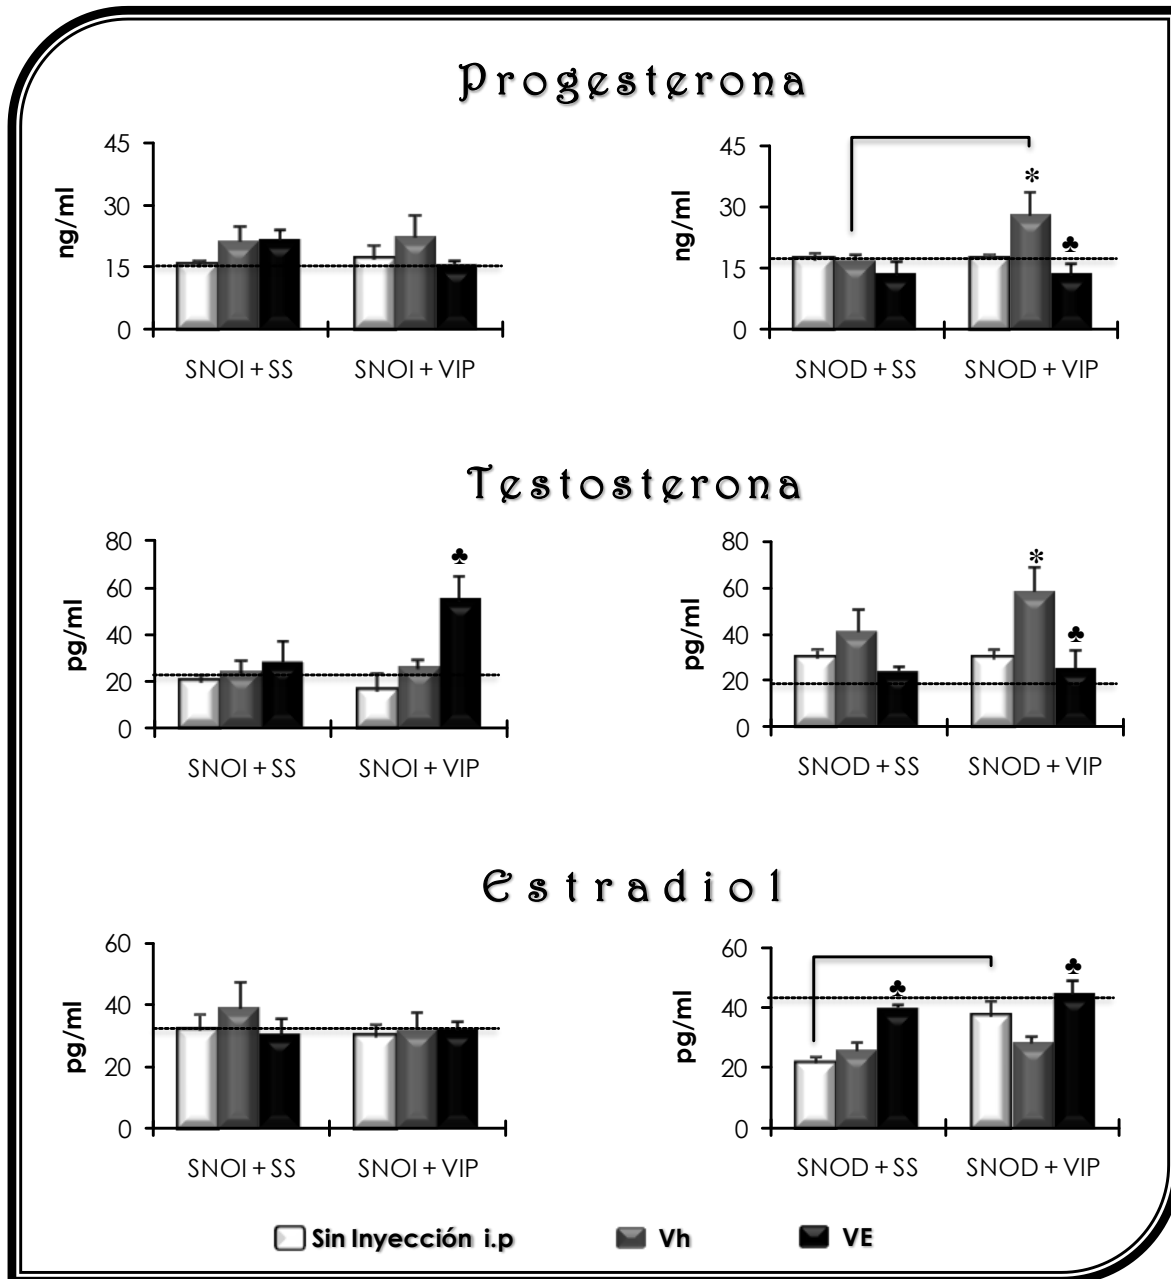 Progesterona
45
30
15
0
ng/ml
SNOI + SS
SNOI + VIP
45
30
15
0
ng/ml
*
♣
SNOD + SS
SNOD + VIP
Testosterona
80
60
40
20
0
pg/ml
♣
SNOI + SS
SNOI + VIP
80
60
40
20
0
pg/ml
*
♣
SNOD + SS
SNOD + VIP
Estradiol
60
40
20
0
pg/ml
SNOI + SS
SNOI + VIP
60
40
20
0
pg/ml
♣
♣
SNOD + SS
SNOD + VIP
Sin Inyección i.p
Vh
VE